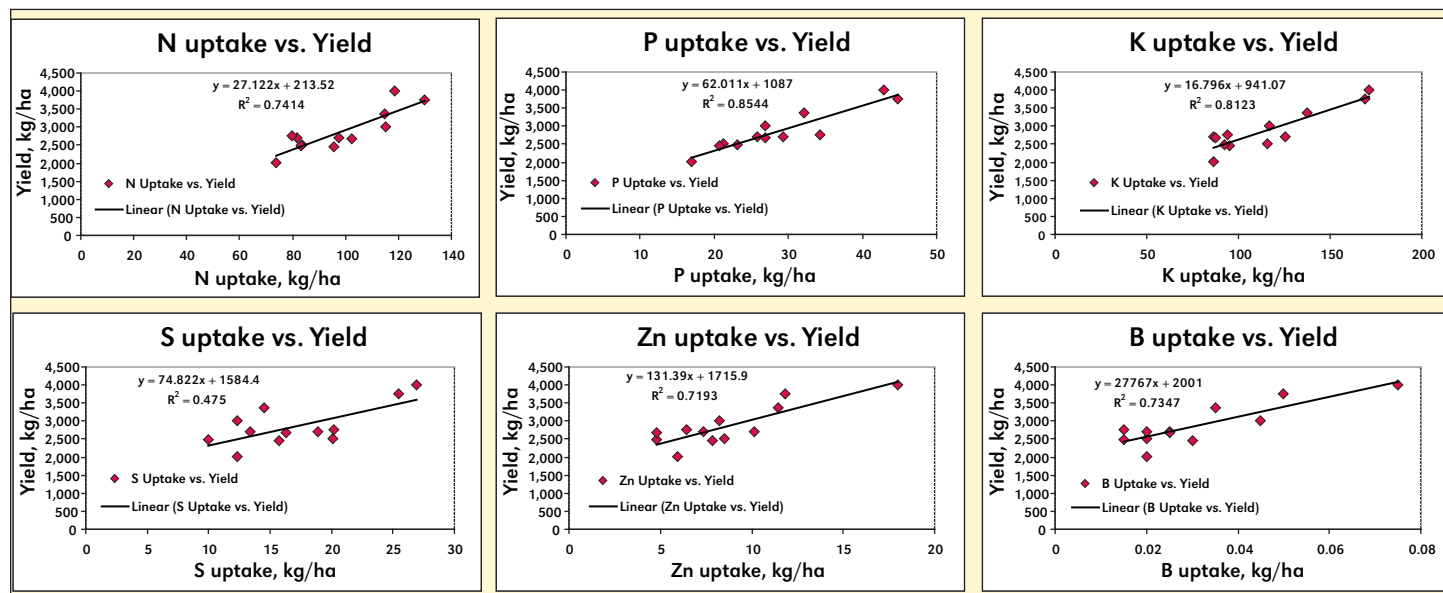 N uptake vs. Yield
4,500
4,000
3,500
3,000
2,500
2,000
1,500
1,000
500
0
Yield, kg/ha
y = 27.122x + 213.52
R² = 0.7414
N Uptake vs. Yield
Linear (N Uptake vs. Yield)
0 20 40 60 80 100 120 140
N uptake, kg/ha
P uptake vs. Yield
4,500
4,000
3,500
3,000
2,500
2,000
1,500
1,000
500
0
Yield, kg/ha
y = 62.011x + 1087
R² = 0.8544
P Uptake vs. Yield
Linear (P Uptake vs. Yield)
0 10 20 30 40 50
P uptake, kg/ha
K uptake vs. Yield
4,500
4,000
3,500
3,000
2,500
2,000
1,500
1,000
500
0
Yield, kg/ha
y = 16.796x + 941.07
R² = 0.8123
K Uptake vs. Yield
Linear (K Uptake vs. Yield)
0 50 100 150 200
K uptake, kg/ha
S uptake vs. Yield
4,500
4,000
3,500
3,000
2,500
2,000
1,500
1,000
500
0
Yield, kg/ha
y = 74.822x + 1584.4
R² = 0.475
S Uptake vs. Yield
Linear (S Uptake vs. Yield)
0 5 10 15 20 25 30
S uptake, kg/ha
Zn uptake vs. Yield
4,500
4,000
3,500
3,000
2,500
2,000
1,500
1,000
500
0
Yield, kg/ha
y = 131.39x + 1715.9
R² = 0.7193
Zn Uptake vs. Yield
Linear (Zn Uptake vs. Yield)
0 5 10 15 20
Zn uptake, kg/ha
B uptake vs. Yield
4,500
4,000
3,500
3,000
2,500
2,000
1,500
1,000
500
0
Yield, kg/ha
y = 27767x + 2001
R² = 0.7347
B Uptake vs. Yield
Linear (B Uptake vs. Yield)
0 0.02 0.04 0.06 0.08
B uptake, kg/ha